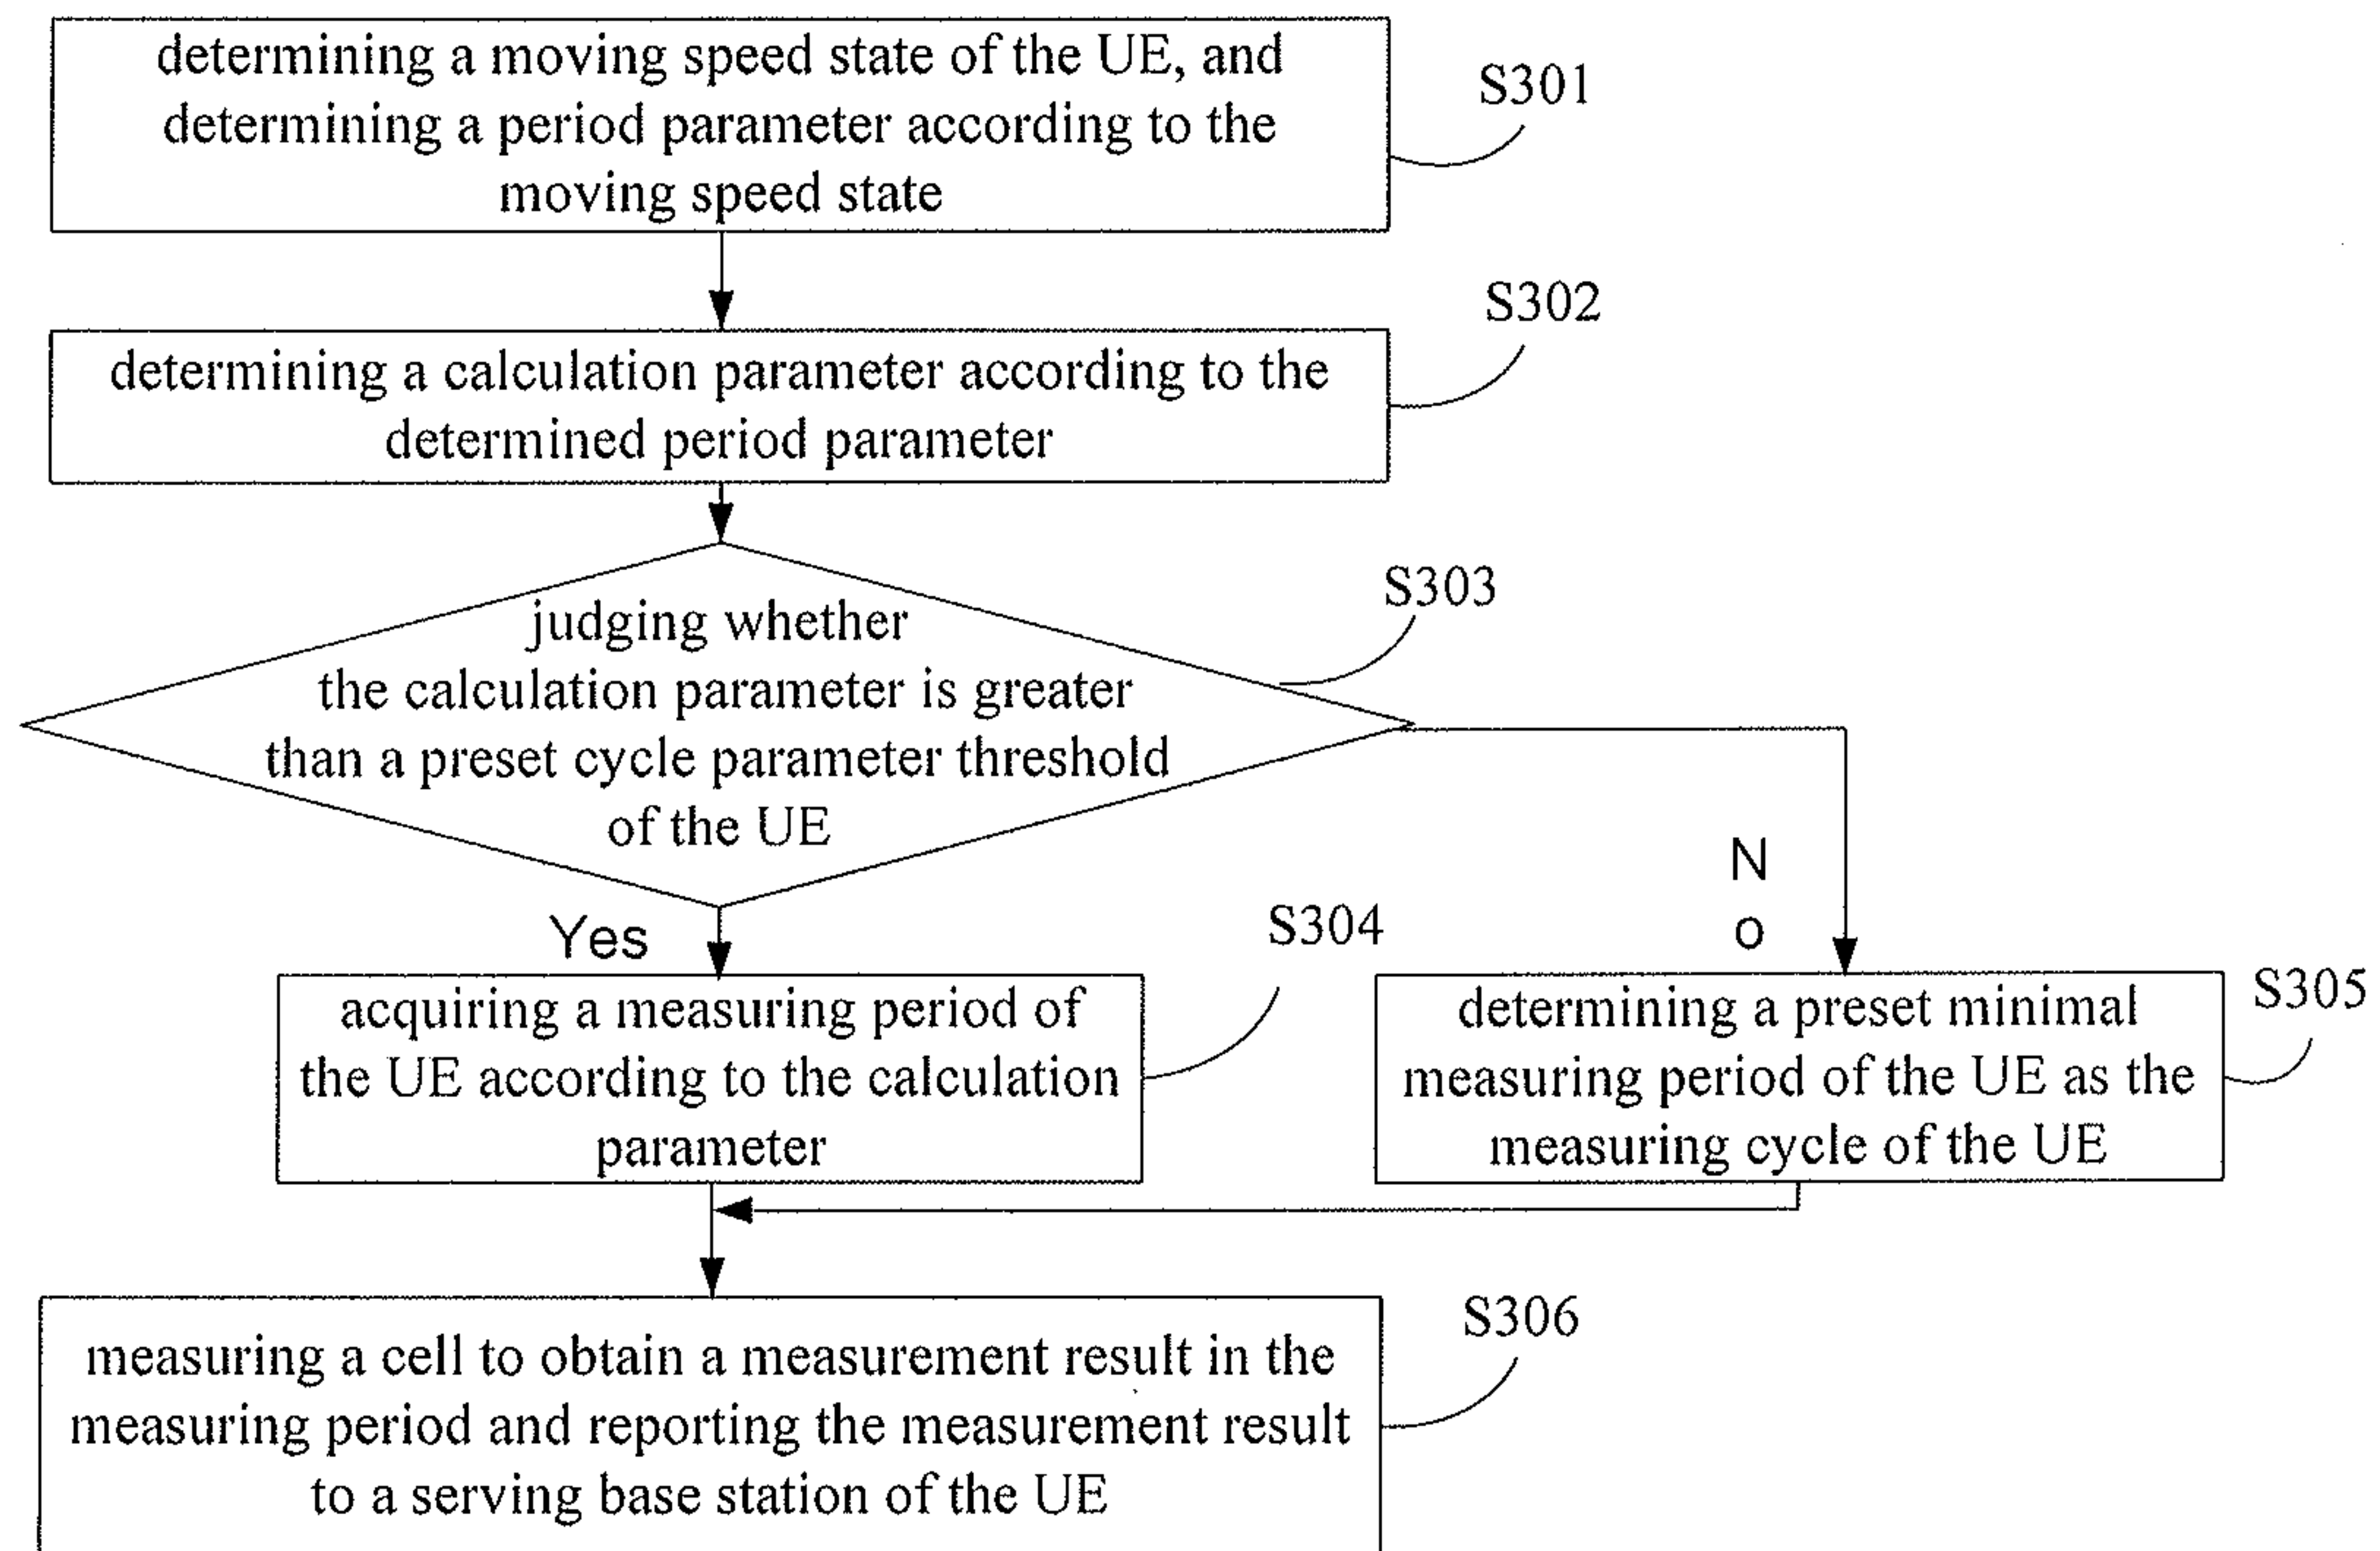 determining a moving speed state of the UE, and
determining a period parameter according to the
moving speed state
S301
S302
determining a calculation parameter according to the
determined period parameter
S303
judging whether
the calculation parameter is greater
than a preset cycle parameter threshold
of the UE
Yes
N
o
S304
acquiring a measuring period of
the UE according to the calculation
parameter
S305
determining a preset minimal
measuring period of the UE as the
measuring cycle of the UE
S306
measuring a cell to obtain a measurement result in the
measuring period and reporting the measurement result
to a serving base station of the UE